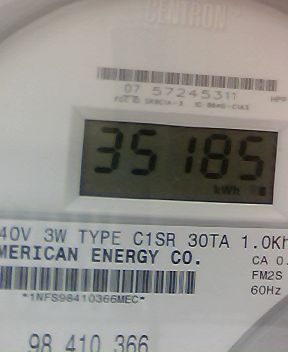 CENTRON
07 57245311
35185
kWh
40V 3W TYPE C1SR 30TA 1.0Kh
MERICAN ENERGY CO.
CA 0.
FM2S
*1NFS98410366MEC*
60Hz
98 410 366